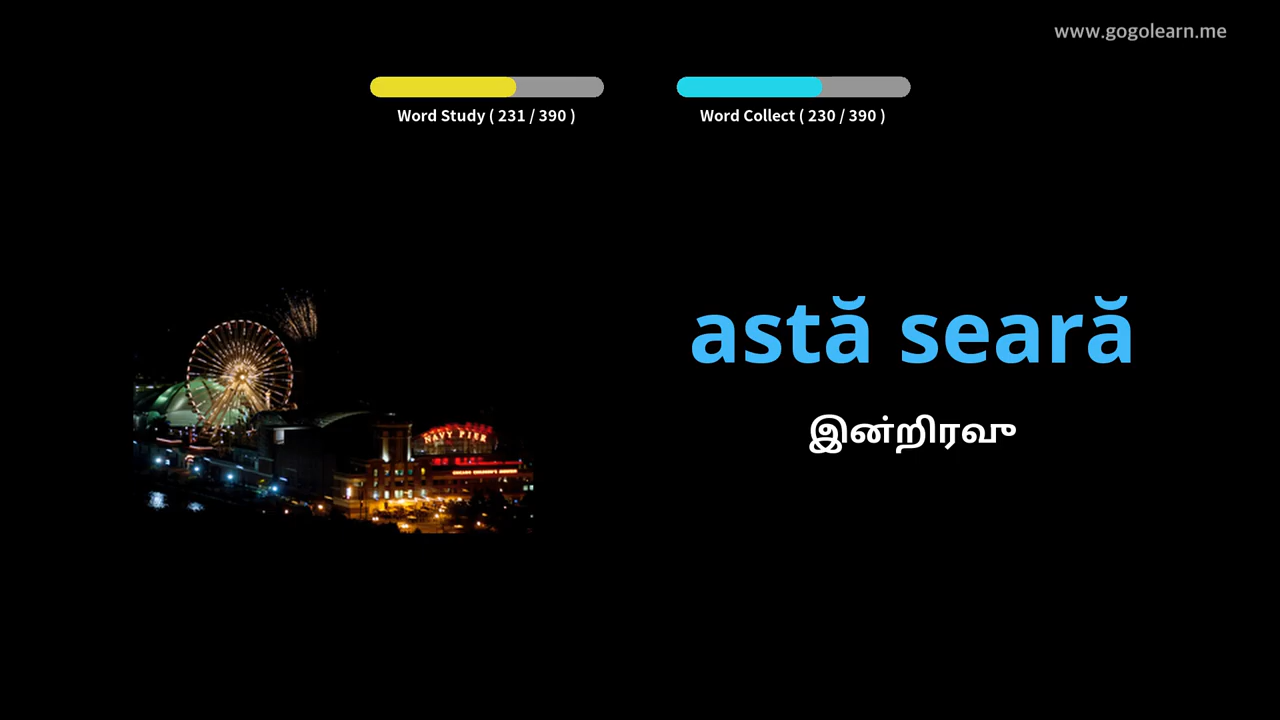 www.gogolearn.me
Word Study ( 231 / 390 )
Word Collect ( 230 / 390 )
astă seară
இன்றிரவு
NAVY PIER